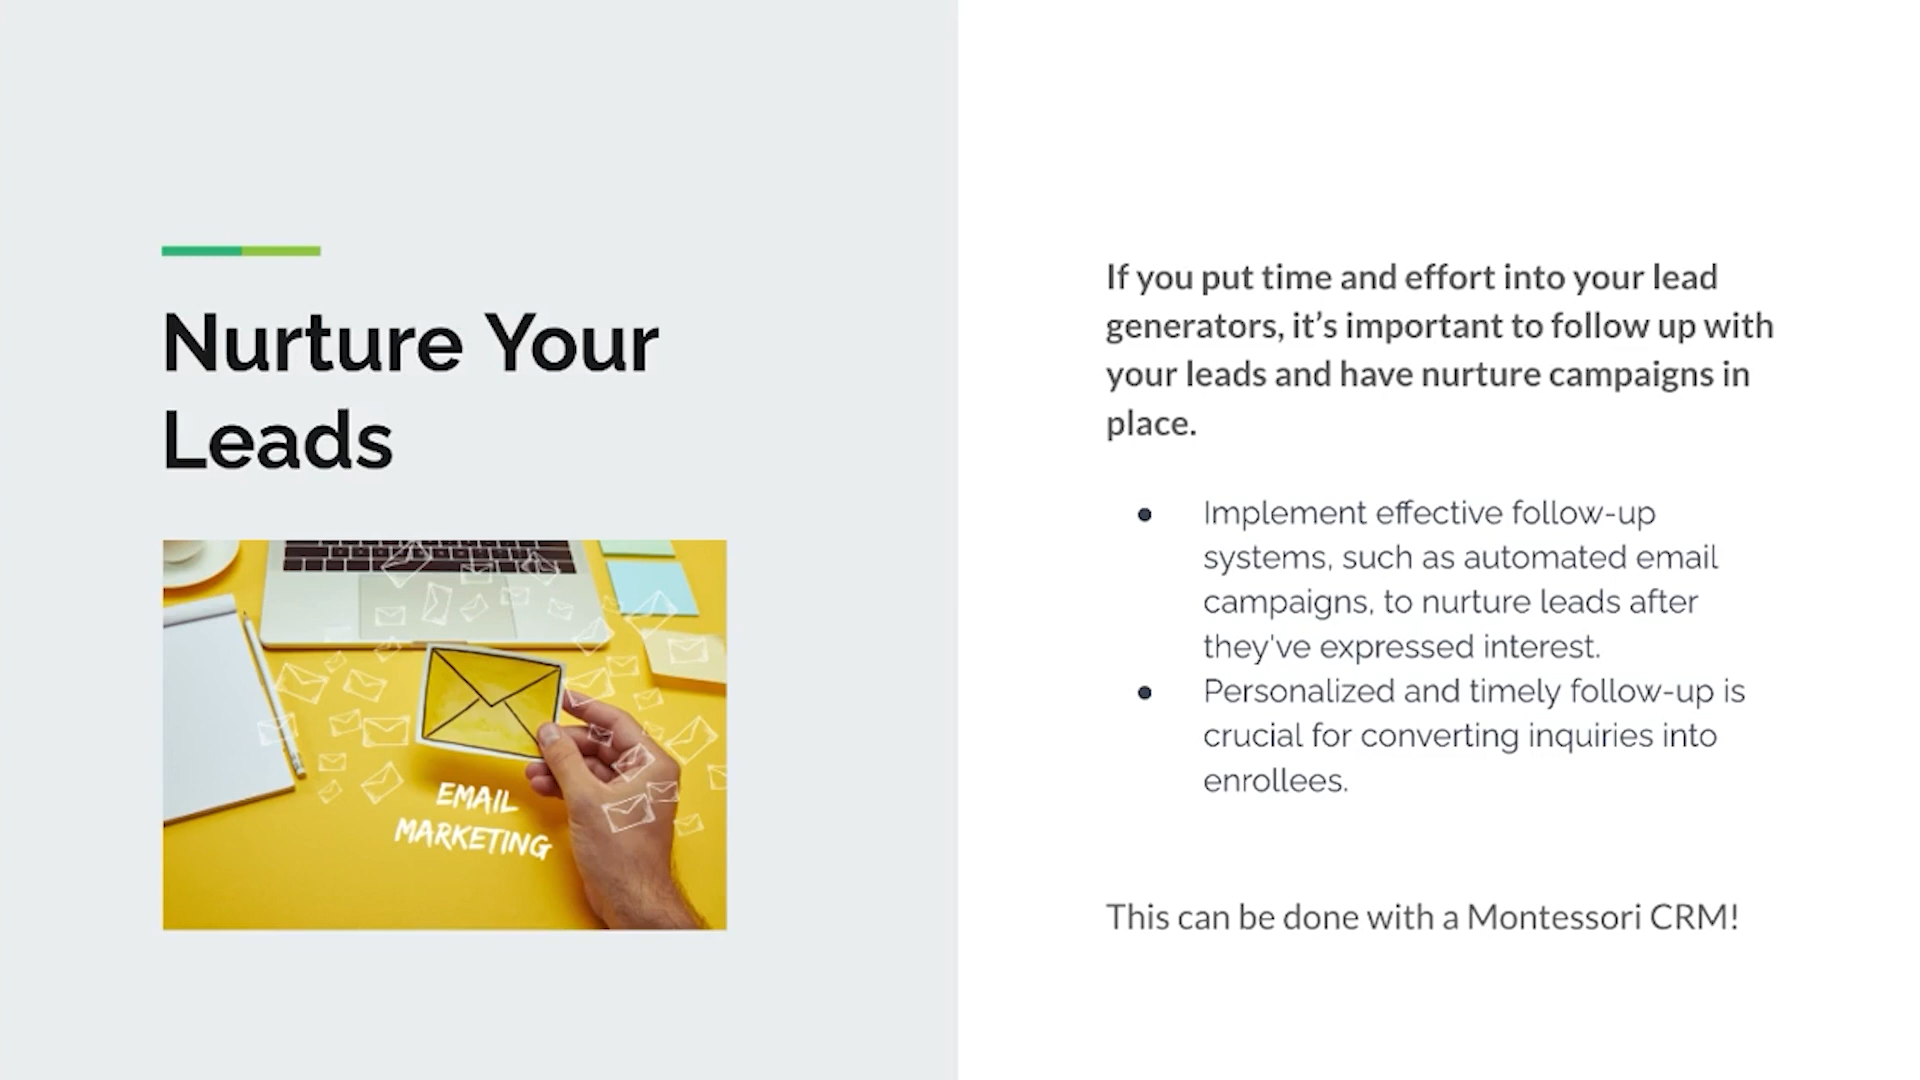 Nurture Your
Leads
EMAIL
MARKETING
If you put time and effort into your lead
generators, it’s important to follow up with
your leads and have nurture campaigns in
place.
● Implement effective follow-up
systems, such as automated email
campaigns, to nurture leads after
they've expressed interest.
● Personalized and timely follow-up is
crucial for converting inquiries into
enrollees.
This can be done with a Montessori CRM!